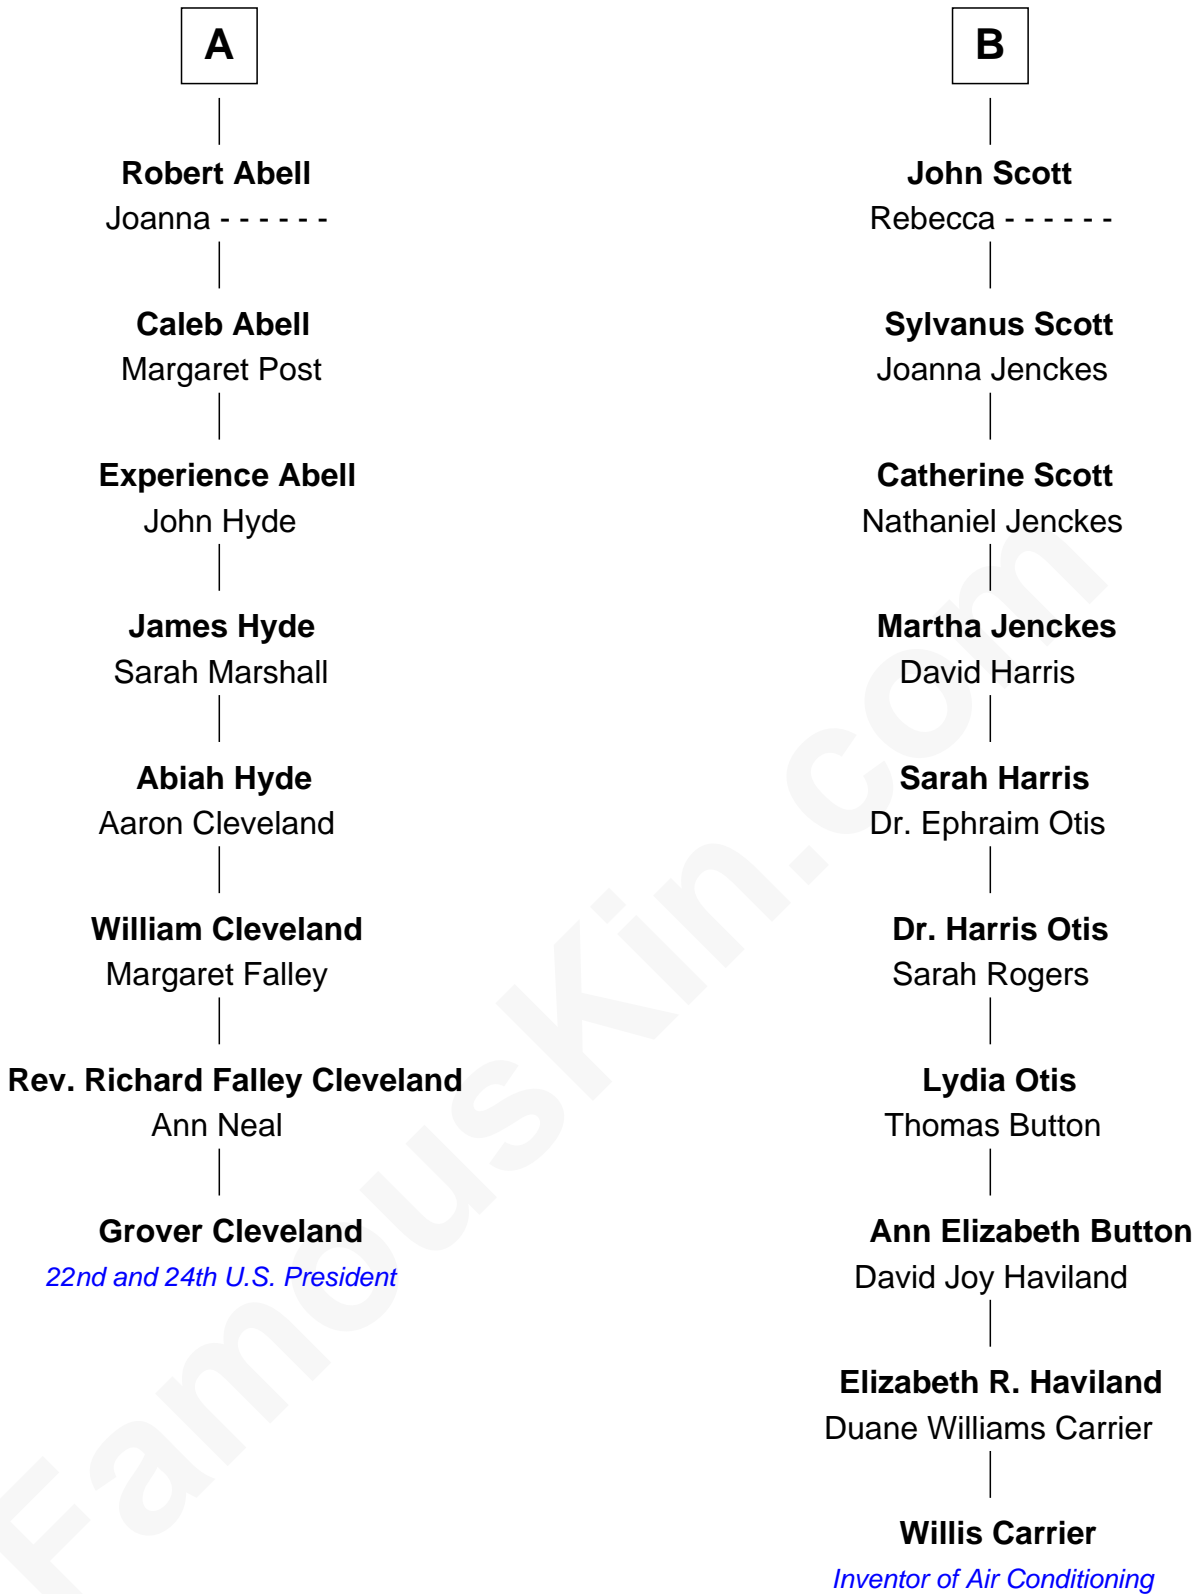 A
Robert Abell
Joanna - - - - - -
Caleb Abell
Margaret Post
Experience Abell
John Hyde
James Hyde
Sarah Marshall
Abiah Hyde
Aaron Cleveland
William Cleveland
Margaret Falley
Rev. Richard Falley Cleveland
Ann Neal
Grover Cleveland
22nd and 24th U.S. President
B
John Scott
Rebecca - - - - - -
Sylvanus Scott
Joanna Jenckes
Catherine Scott
Nathaniel Jenckes
Martha Jenckes
David Harris
Sarah Harris
Dr. Ephraim Otis
Dr. Harris Otis
Sarah Rogers
Lydia Otis
Thomas Button
Ann Elizabeth Button
David Joy Haviland
Elizabeth R. Haviland
Duane Williams Carrier
Willis Carrier
Inventor of Air Conditioning
FamousKin.com